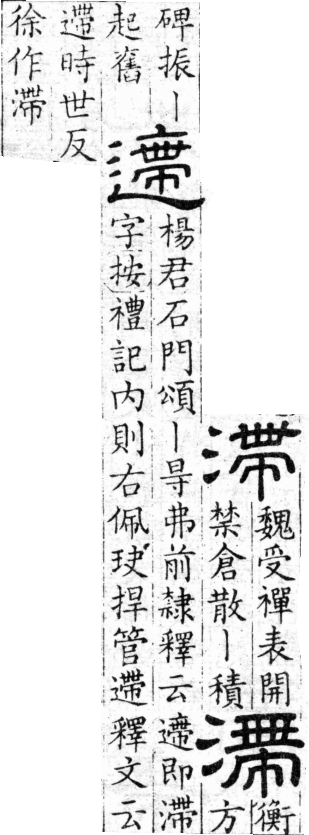 滯
魏受禪表開
禁倉散丨積
滯
衡
方
碑振丨
起舊
遰
楊君石門頌丨㝵弗前隸釋云遰即滯
字按禮記内則右佩玦捍管遰釋文云
遰時世反
徐作滯